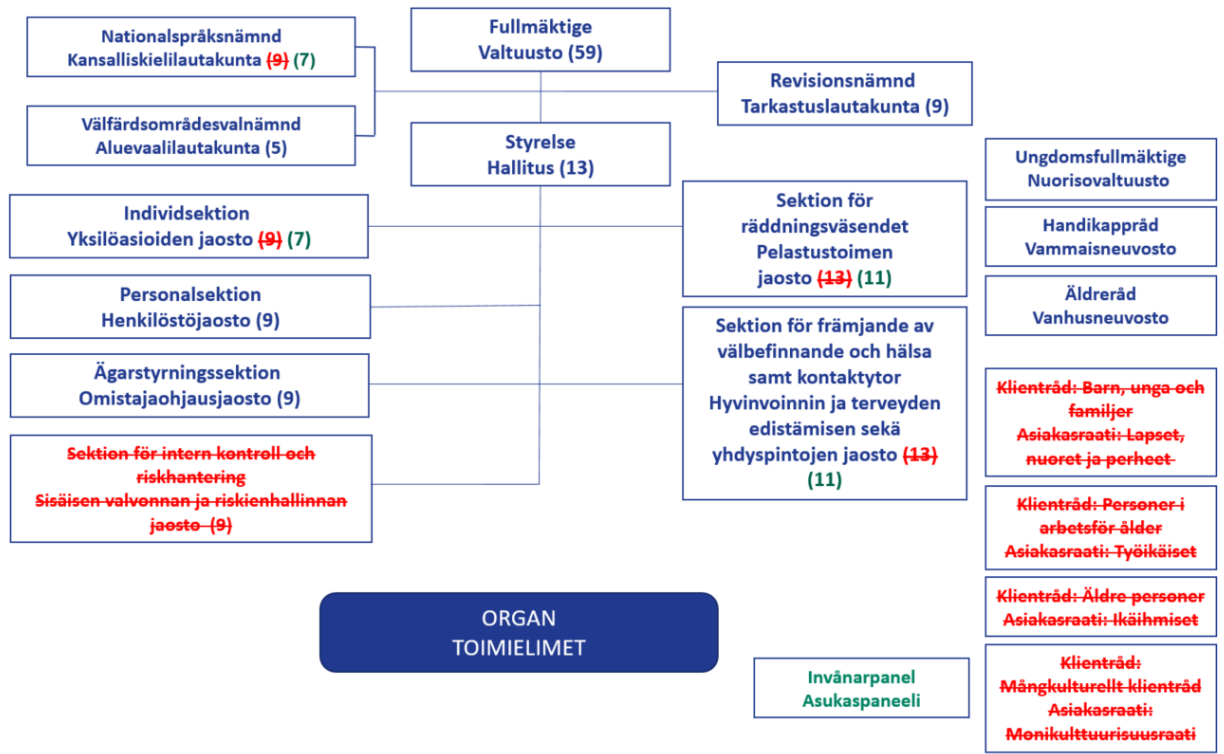 Fullmäktige
Valtuusto (59)
Nationalspråksnämnd
Kansalliskielilautakunta (9) (7)
Revisionsnämnd
Tarkastuslautakunta (9)
Välfärdsområdesvalnämnd
Aluevaalilautakunta (5)
Styrelse
Hallitus (13)
Individsektion
Yksilöasioiden jaosto (9) (7)
Sektion för
räddningsväsendet
Pelastustoimen
jaosto (13) (11)
Personalsektion
Henkilöstöjaosto (9)
Sektion för främjande av
välbefinnande och hälsa
samt kontaktytor
Hyvinvoinnin ja terveyden
edistämisen sekä
yhdyspintojen jaosto (13)
(11)
Ägarstyrningssektion
Omistajaohjausjaosto (9)
Sektion för intern kontroll och
riskhantering
Sisäisen valvonnan ja riskienhallinnan
jaosto (9)
Ungdomsfullmäktige
Nuorisovaltuusto
Handikappråd
Vammaisneuvosto
Äldreråd
Vanhusneuvosto
Klientråd: Barn, unga och
familjer
Asiakasraati: Lapset,
nuoret ja perheet
Klientråd: Personer i
arbetsför ålder
Asiakasraati: Työikäiset
Klientråd: Äldre personer
Asiakasraati: Ikäihmiset
Klientråd:
Mångkulturellt klientråd
Asiakasraati:
Monikulttuurisuusraati
Invånarpanel
Asukaspaneeli
ORGAN
TOIMIELIMET